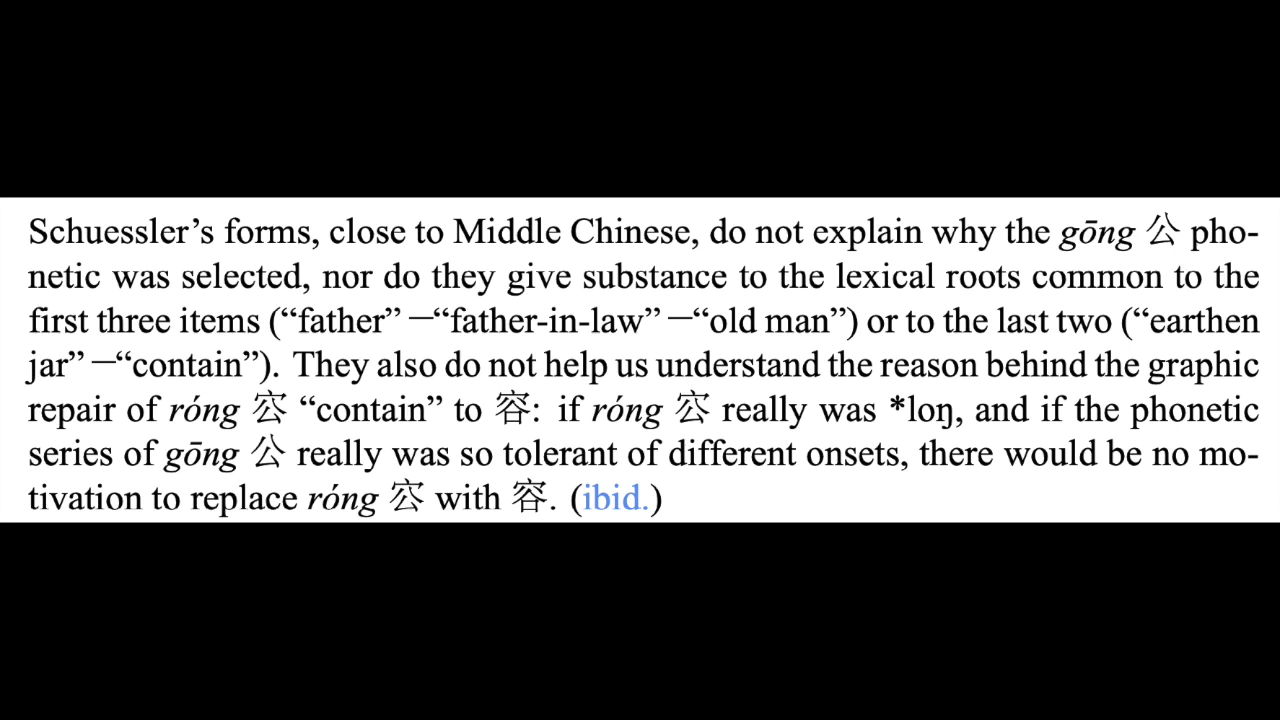 Schuessler’s forms, close to Middle Chinese, do not explain why the gōng 公 pho-
netic was selected, nor do they give substance to the lexical roots common to the
first three items (“father” —“father-in-law” —“old man”) or to the last two (“earthen
jar” —“contain”). They also do not help us understand the reason behind the graphic
repair of róng 㝐 “contain” to 容: if róng 㝐 really was *loŋ, and if the phonetic
series of gōng 公 really was so tolerant of different onsets, there would be no mo-
tivation to replace róng 㝐 with 容. (ibid.)